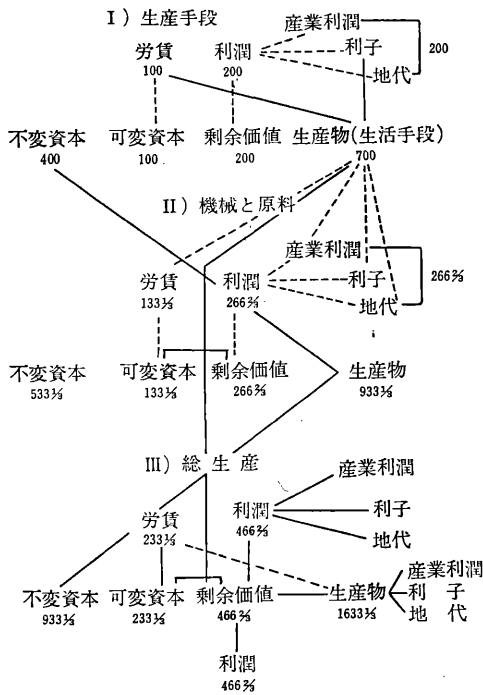 I) 生産手段
産業利潤
労賃 利潤 利子 200
100 200 地代
不変資本 可変資本 剰余価値 生産物(生活手段)
400 100 200 700
II) 機械と原料
産業利潤
労賃 利潤 利子 266⅔
133⅓ 266⅔ 地代
不変資本 可変資本 剰余価値 生産物
533⅓ 133⅓ 266⅔ 933⅓
III) 総生産
産業利潤
労賃 利潤 利子
233⅓ 466⅔ 地代
産業利潤
不変資本 可変資本 剰余価値 生産物 利子
933⅓ 233⅓ 466⅔ 1633⅓ 地代
利潤
466⅔